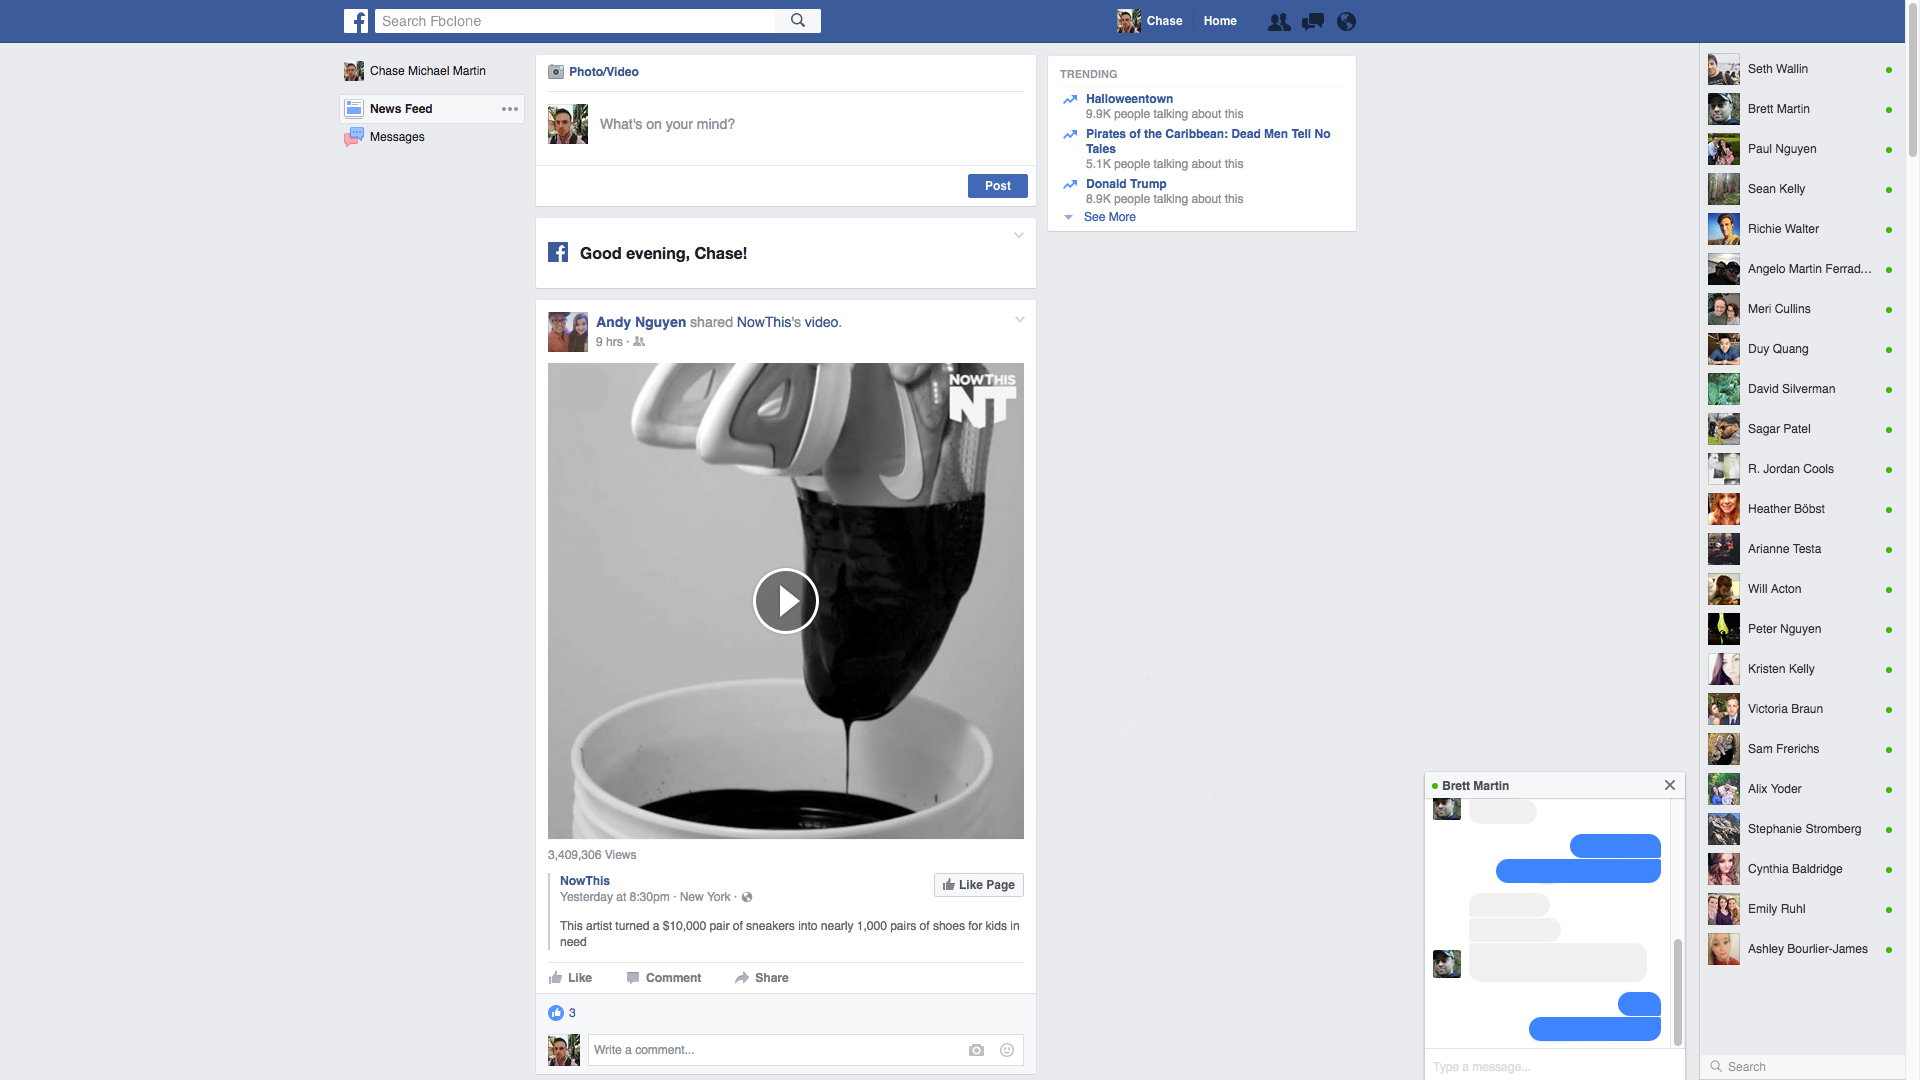 Search Fbclone
Chase
Home
Chase Michael Martin
News Feed
Messages
Photo/Video
What's on your mind?
Post
Good evening, Chase!
Andy Nguyen shared NowThis's video.
9 hrs ·
NOWTHIS
NT
3,409,306 Views
NowThis
Yesterday at 8:30pm · New York ·
Like Page
This artist turned a $10,000 pair of sneakers into nearly 1,000 pairs of shoes for kids in
need
Like
Comment
Share
3
Write a comment...
TRENDING
Halloweentown
9.9K people talking about this
Pirates of the Caribbean: Dead Men Tell No
Tales
5.1K people talking about this
Donald Trump
8.9K people talking about this
See More
Brett Martin
Type a message...
Seth Wallin
Brett Martin
Paul Nguyen
Sean Kelly
Richie Walter
Angelo Martin Ferrad...
Meri Cullins
Duy Quang
David Silverman
Sagar Patel
R. Jordan Cools
Heather Böbst
Arianne Testa
Will Acton
Peter Nguyen
Kristen Kelly
Victoria Braun
Sam Frerichs
Alix Yoder
Stephanie Stromberg
Cynthia Baldridge
Emily Ruhl
Ashley Bourlier-James
Search